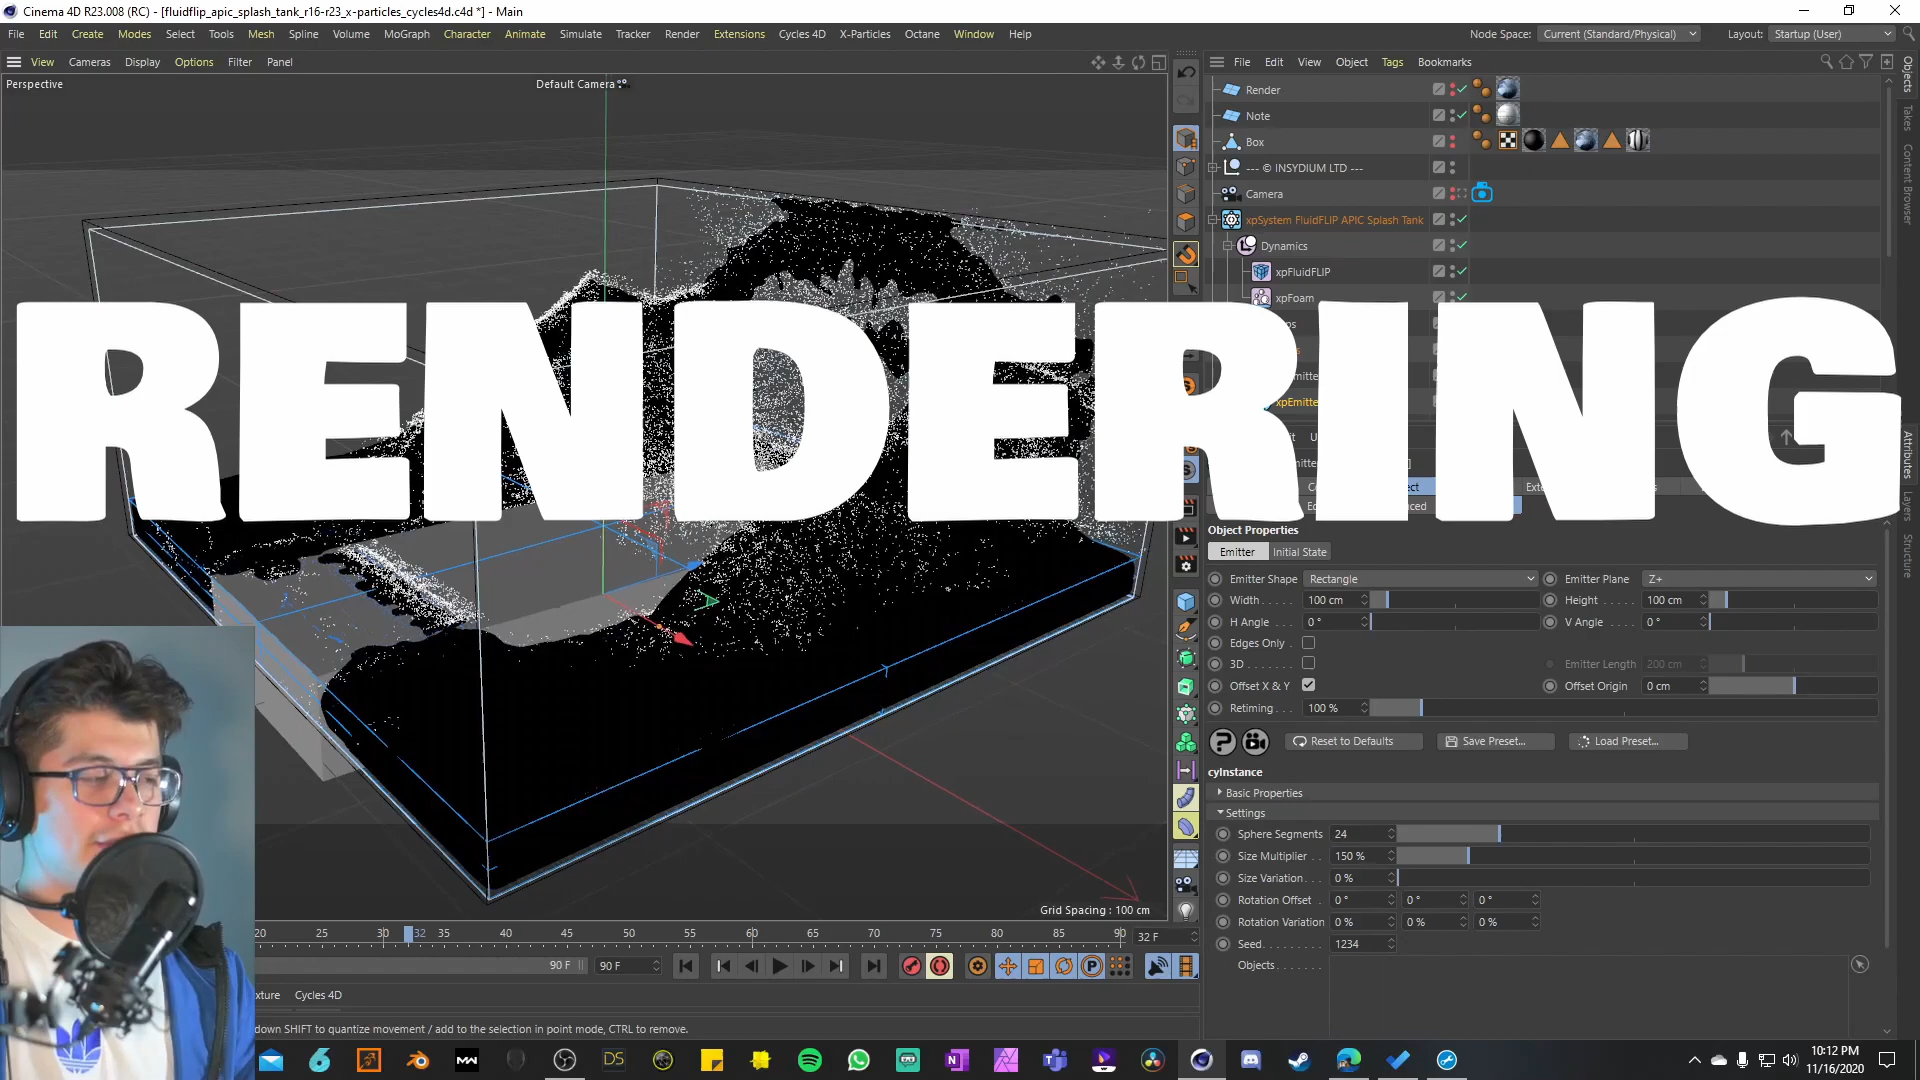 Cinema 4D R23.008 (RC) - [fluidflip_apic_splash_tank_r16-r23_x-particles_cycles4d.c4d *] - Main
File Edit Create Modes Select Tools Mesh Spline Volume MoGraph Character Animate Simulate Tracker Render Extensions Cycles 4D X-Particles Octane Window Help
Node Space: Current (Standard/Physical) Layout: Startup (User)
View Cameras Display Options Filter Panel
File Edit View Object Tags Bookmarks
Perspective
Default Camera
Render
Note
Box
--- © INSYDIUM LTD ---
Camera
xpSystem FluidFLIP APIC Splash Tank
Dynamics
xpFluidFLIP
xpFoam
RENDERING
xpEmitte
Objects
Takes
Content Browser
Attributes
Layers
Structure
Object Properties
Emitter Initial State
Emitter Shape Rectangle Emitter Plane Z+
Width 100 cm Height 100 cm
H Angle 0 ° V Angle 0 °
Edges Only
3D Emitter Length 200 cm
Offset X & Y Offset Origin 0 cm
Retiming 100 %
Reset to Defaults Save Preset... Load Preset...
cyInstance
Basic Properties
Settings
Sphere Segments 24
Size Multiplier 150 %
Size Variation 0 %
Rotation Offset 0 ° 0 ° 0 °
Rotation Variation 0 % 0 % 0 %
Seed 1234
Objects
Grid Spacing : 100 cm
20 25 30 32 35 40 45 50 55 60 65 70 75 80 85 90 32 F
90 F 90 F
xture Cycles 4D
down SHIFT to quantize movement / add to the selection in point mode, CTRL to remove.
DS
10:12 PM
11/16/2020